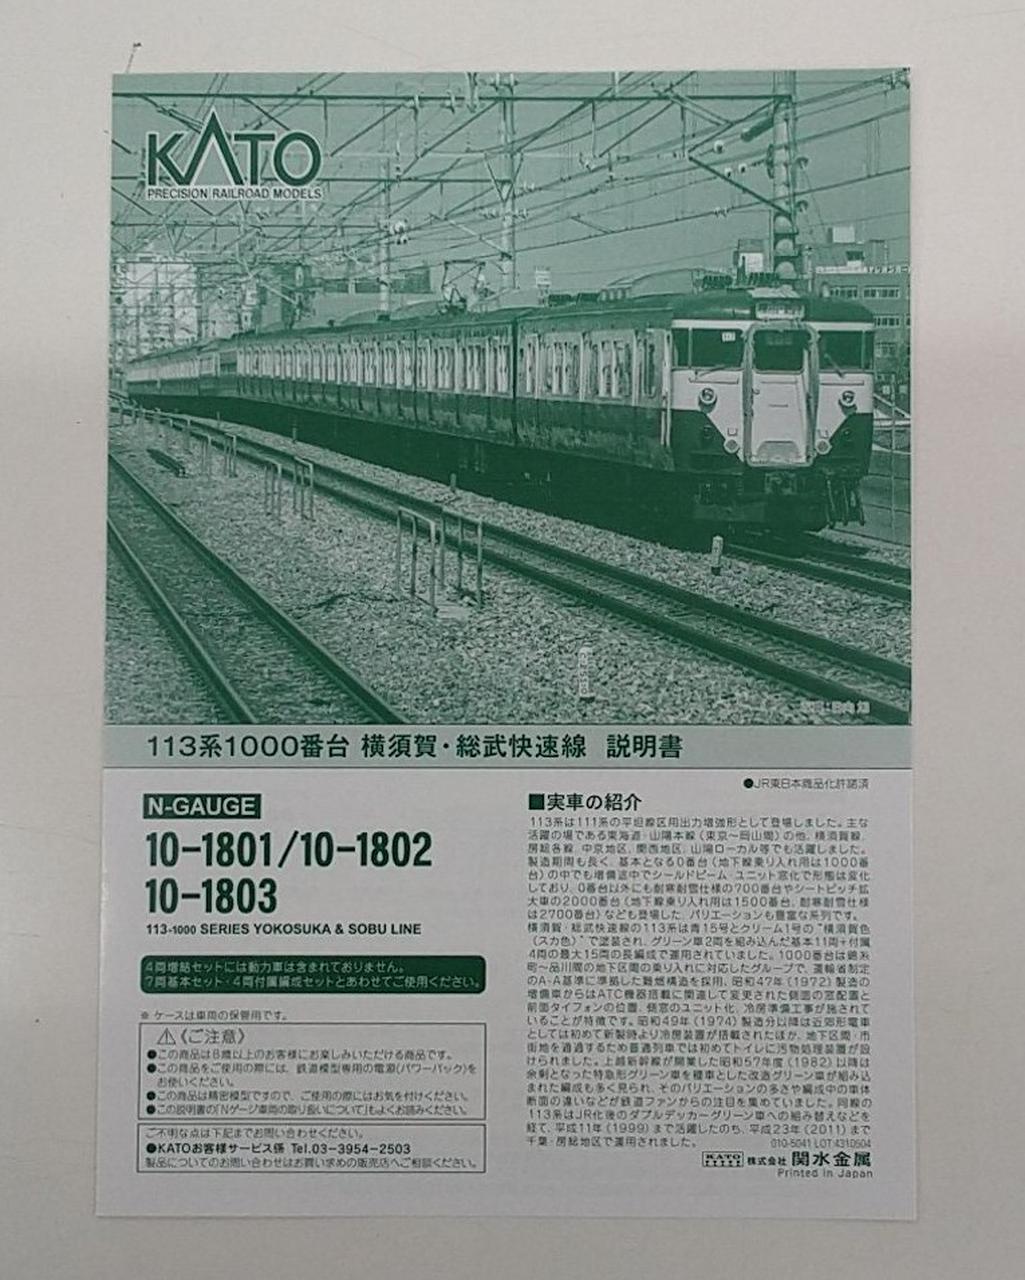 KATO
PRECISION RAILROAD MODELS
113系1000番台 横須賀・総武快速線 説明書
●JR東日本商品化許諾済
N-GAUGE
10-1801/10-1802
10-1803
113-1000 SERIES YOKOSUKA & SOBU LINE
4両増結セットには動力車は含まれておりません。
7両基本セット・4両付属編成セットとあわせてご使用ください。
※ ケースは車両の保管用です。
⚠《ご注意》
●この商品は8歳以上のお客様にお楽しみいただける商品です。
●この商品をご使用の際には、鉄道模型専用の電源(パワーパック)を
お使いください。
●この商品は精密模型ですので、ご使用の際にはお気を付けください。
●この説明書の「Nゲージ車両の取り扱いについて」もよくお読みください。
ご不明な点は下記までお問い合わせください。
●KATOお客様サービス係 Tel.03-3954-2503
製品についてのお問い合わせはお買い求めの販売店へご相談ください。
■実車の紹介
113系は111系の平坦線区用出力増強形として登場しました。主な
活躍の場である東海道・山陽本線(東京〜岡山間)の他、横須賀線、
房総各線、中京地区、関西地区、山陽ローカル等でも活躍しました。
製造期間も長く、基本となる0番台(地下線乗り入れ用は1000番
台)の中でも増備途中でシールドビーム・ユニット窓化で形態は変化
しており、0番台以外にも耐寒耐雪仕様の700番台やシートピッチ拡
大車の2000番台(地下線乗り入れ用は1500番台、耐寒耐雪仕様
は2700番台)なども登場した、バリエーションも豊富な系列です。
横須賀・総武快速線の113系は青15号とクリーム1号の"横須賀色
(スカ色)"で塗装され、グリーン車2両を組み込んだ基本11両+付属
4両の最大15両の長編成で運用されていました。1000番台は錦糸
町〜品川間の地下区間の乗り入れに対応したグループで、運輸省制定
のA-A基準に準拠した難燃構造を採用、昭和47年(1972)製造の
増備車からはATC機器搭載に関連して変更された側面の窓配置と
前面タイフォンの位置、側窓のユニット化、冷房準備工事が施されて
いることが特徴です。昭和49年(1974)製造分以降は近郊形電車
としては初めて新製時より冷房装置が搭載されたほか、地下区間・市
街地を通過するため普通列車では初めてトイレに汚物処理装置が設
けられました。上越新幹線が開業した昭和57年度(1982)以降は
余剰となった特急形グリーン車を種車とした改造グリーン車が組み込
まれた編成も多く見られ、そのバリエーションの多さや編成中の車体
断面の違いなどが鉄道ファンからの注目を集めていました。同線の
113系はJR化後のダブルデッカーグリーン車への組み替えなどを
経て、平成11年(1999)まで活躍したのち、平成23年(2011)まで
千葉・房総地区で運用されました。
010-5041 LOT:4310504
KATO 株式会社 関水金属
Printed in Japan